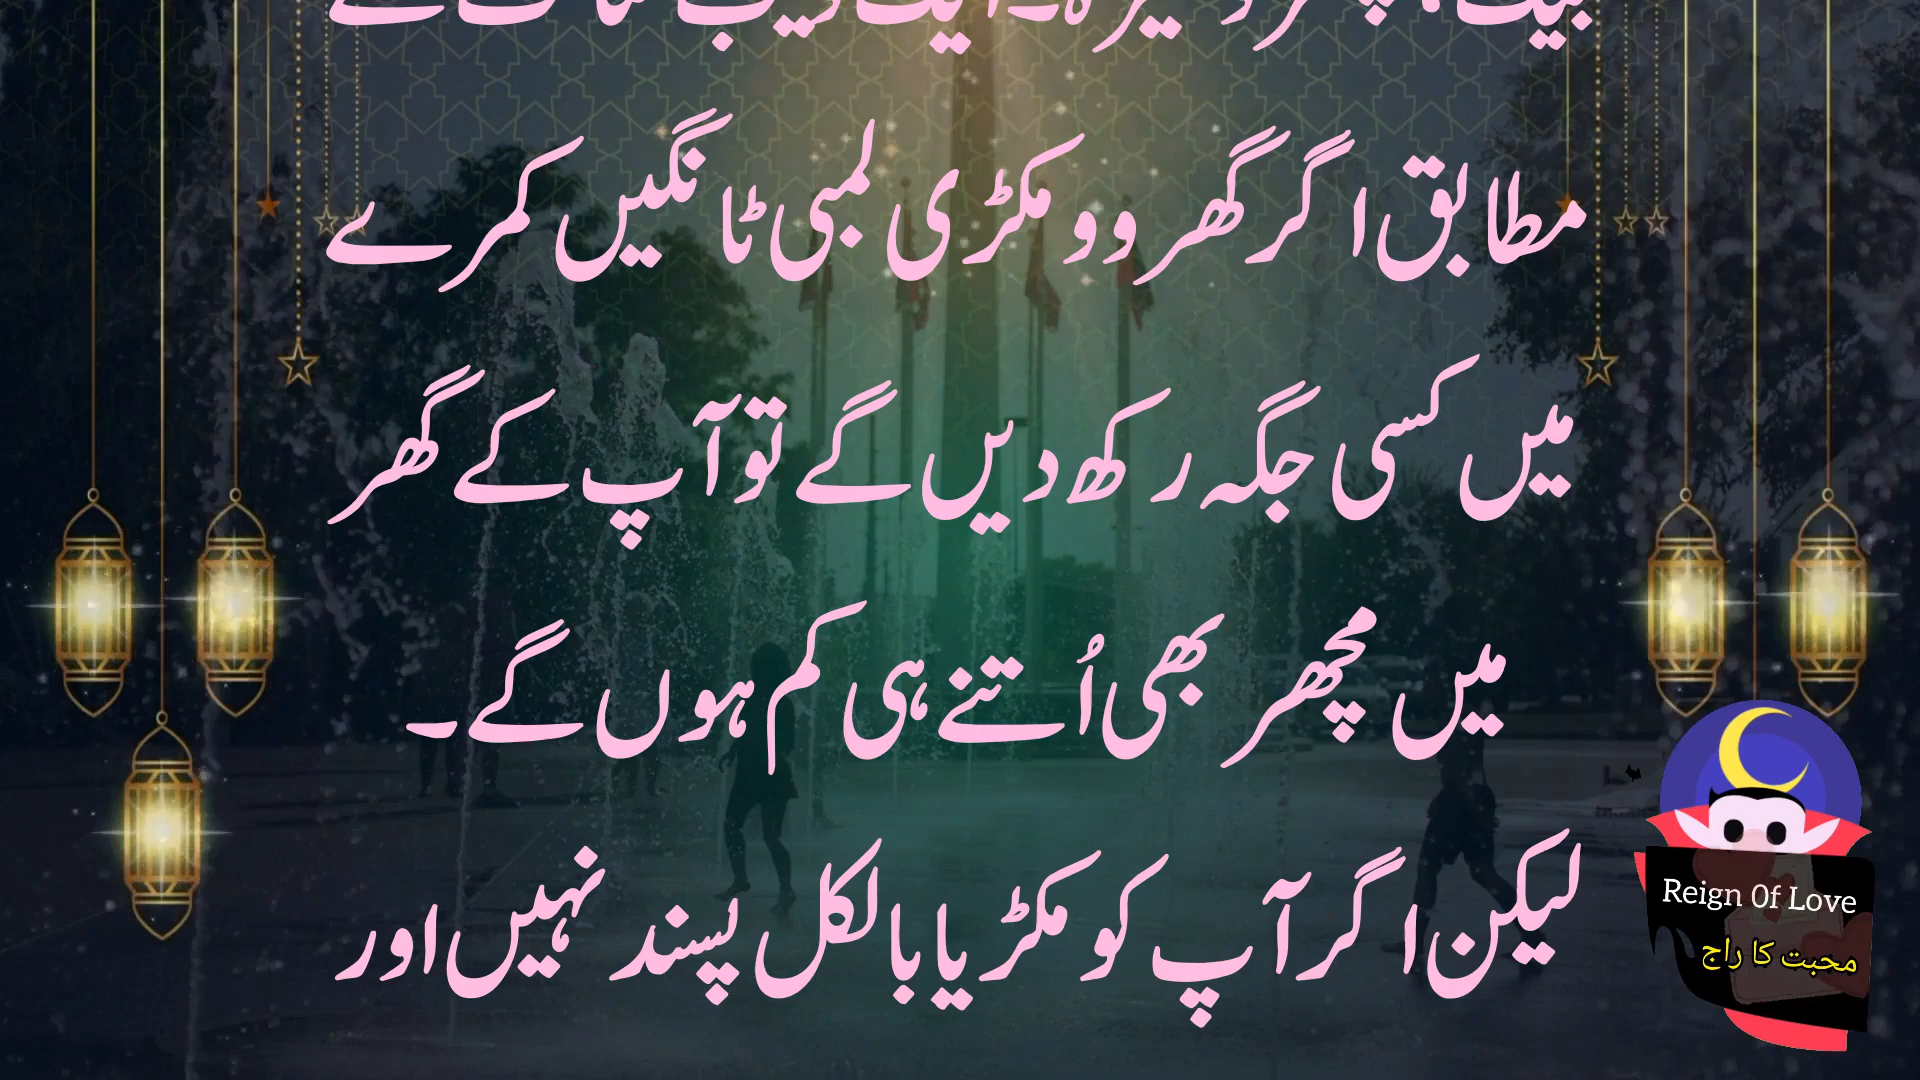 مطابق اگر گھر وو مکڑی لمبی ٹانگیں کمرے
میں کسی جگہ رکھ دیں گے تو آپ کے گھر
میں مچھر بھی اُتنے ہی کم ہوں گے۔
لیکن اگر آپ کو مکڑیا بالکل پسند نہیں اور
Reign Of Love
محبت کا راج